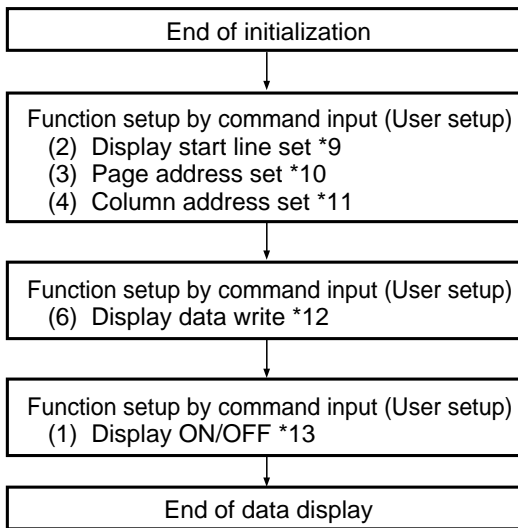 End of initialization
Function setup by command input (User setup)
(2) Display start line set *9
(3) Page address set *10
(4) Column address set *11
Function setup by command input (User setup)
(6) Display data write *12
Function setup by command input (User setup)
(1) Display ON/OFF *13
End of data display